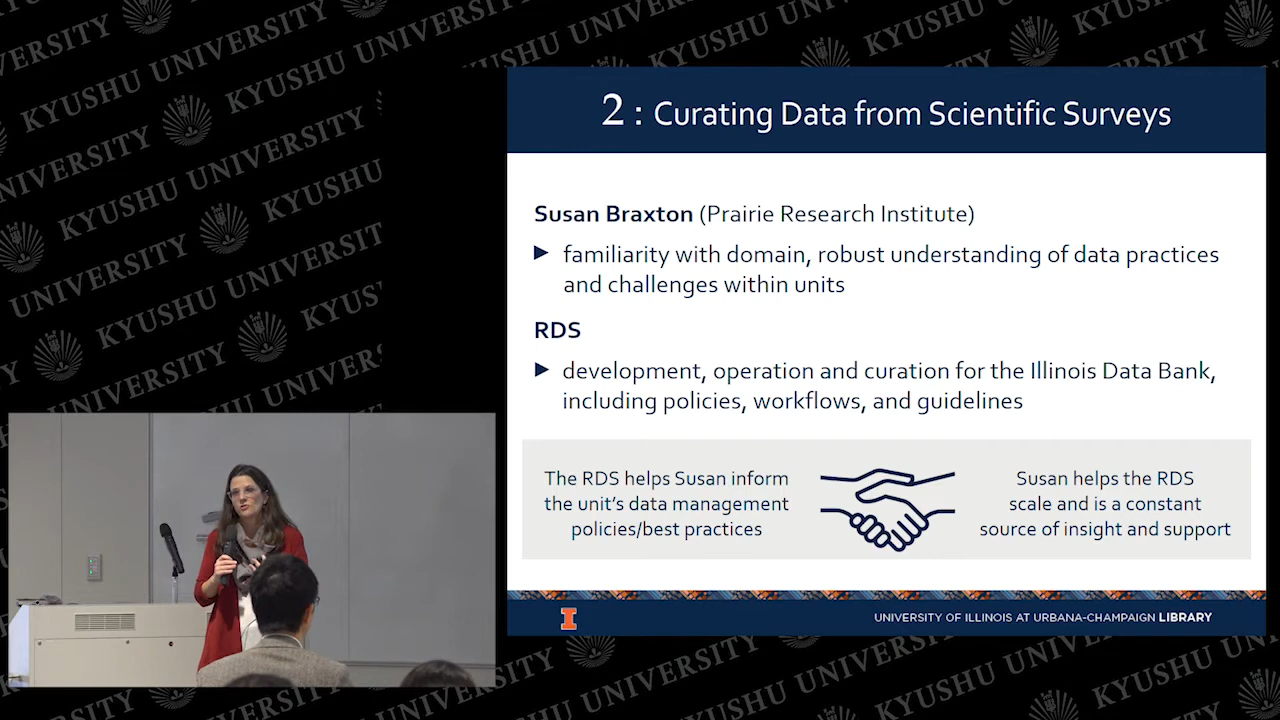 2 : Curating Data from Scientific Surveys
Susan Braxton (Prairie Research Institute)
► familiarity with domain, robust understanding of data practices
and challenges within units
RDS
► development, operation and curation for the Illinois Data Bank,
including policies, workflows, and guidelines
The RDS helps Susan inform
the unit's data management
policies/best practices
Susan helps the RDS
scale and is a constant
source of insight and support
I
UNIVERSITY OF ILLINOIS AT URBANA-CHAMPAIGN LIBRARY
KYUSHU UNIVERSITY